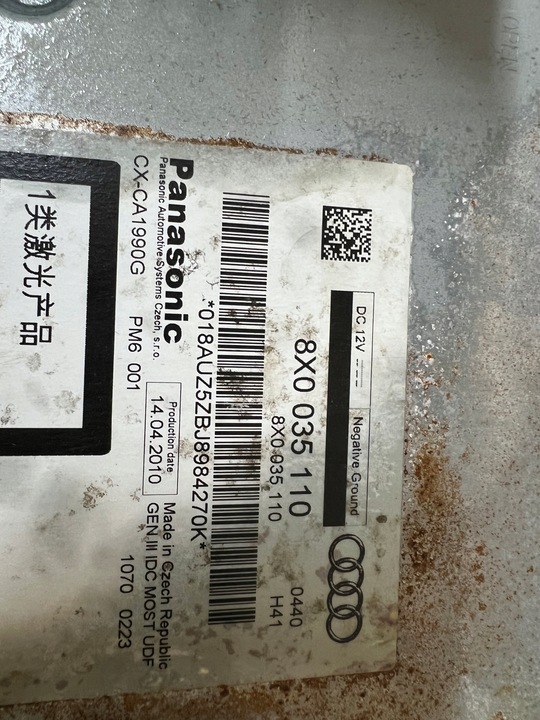 DC 12V ⎓
Negative Ground
8X0 035 110
8X0 035 110
0440
H41
*018AUZ5ZBJ8984270K*
Panasonic
Panasonic Automotive Systems Czech, s.r.o.
CX-CA1990G
PM6 001
Production date
14.04.2010
Made in Czech Republic
GEN III IDC MOST UDF
1070 0223
1类激光产品